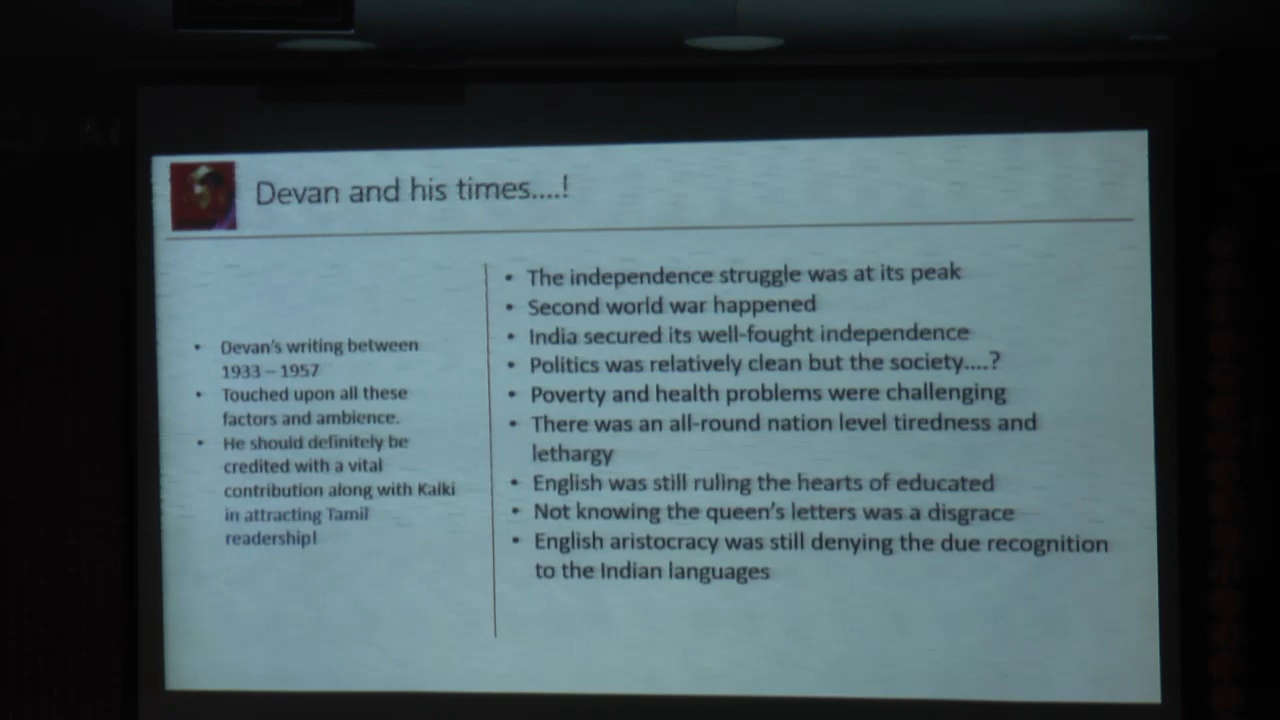 Devan and his times....!
• Devan's writing between
1933 – 1957
• Touched upon all these
factors and ambience.
• He should definitely be
credited with a vital
contribution along with Kalki
in attracting Tamil
readership!
• The independence struggle was at its peak
• Second world war happened
• India secured its well-fought independence
• Politics was relatively clean but the society....?
• Poverty and health problems were challenging
• There was an all-round nation level tiredness and
lethargy
• English was still ruling the hearts of educated
• Not knowing the queen's letters was a disgrace
• English aristocracy was still denying the due recognition
to the Indian languages